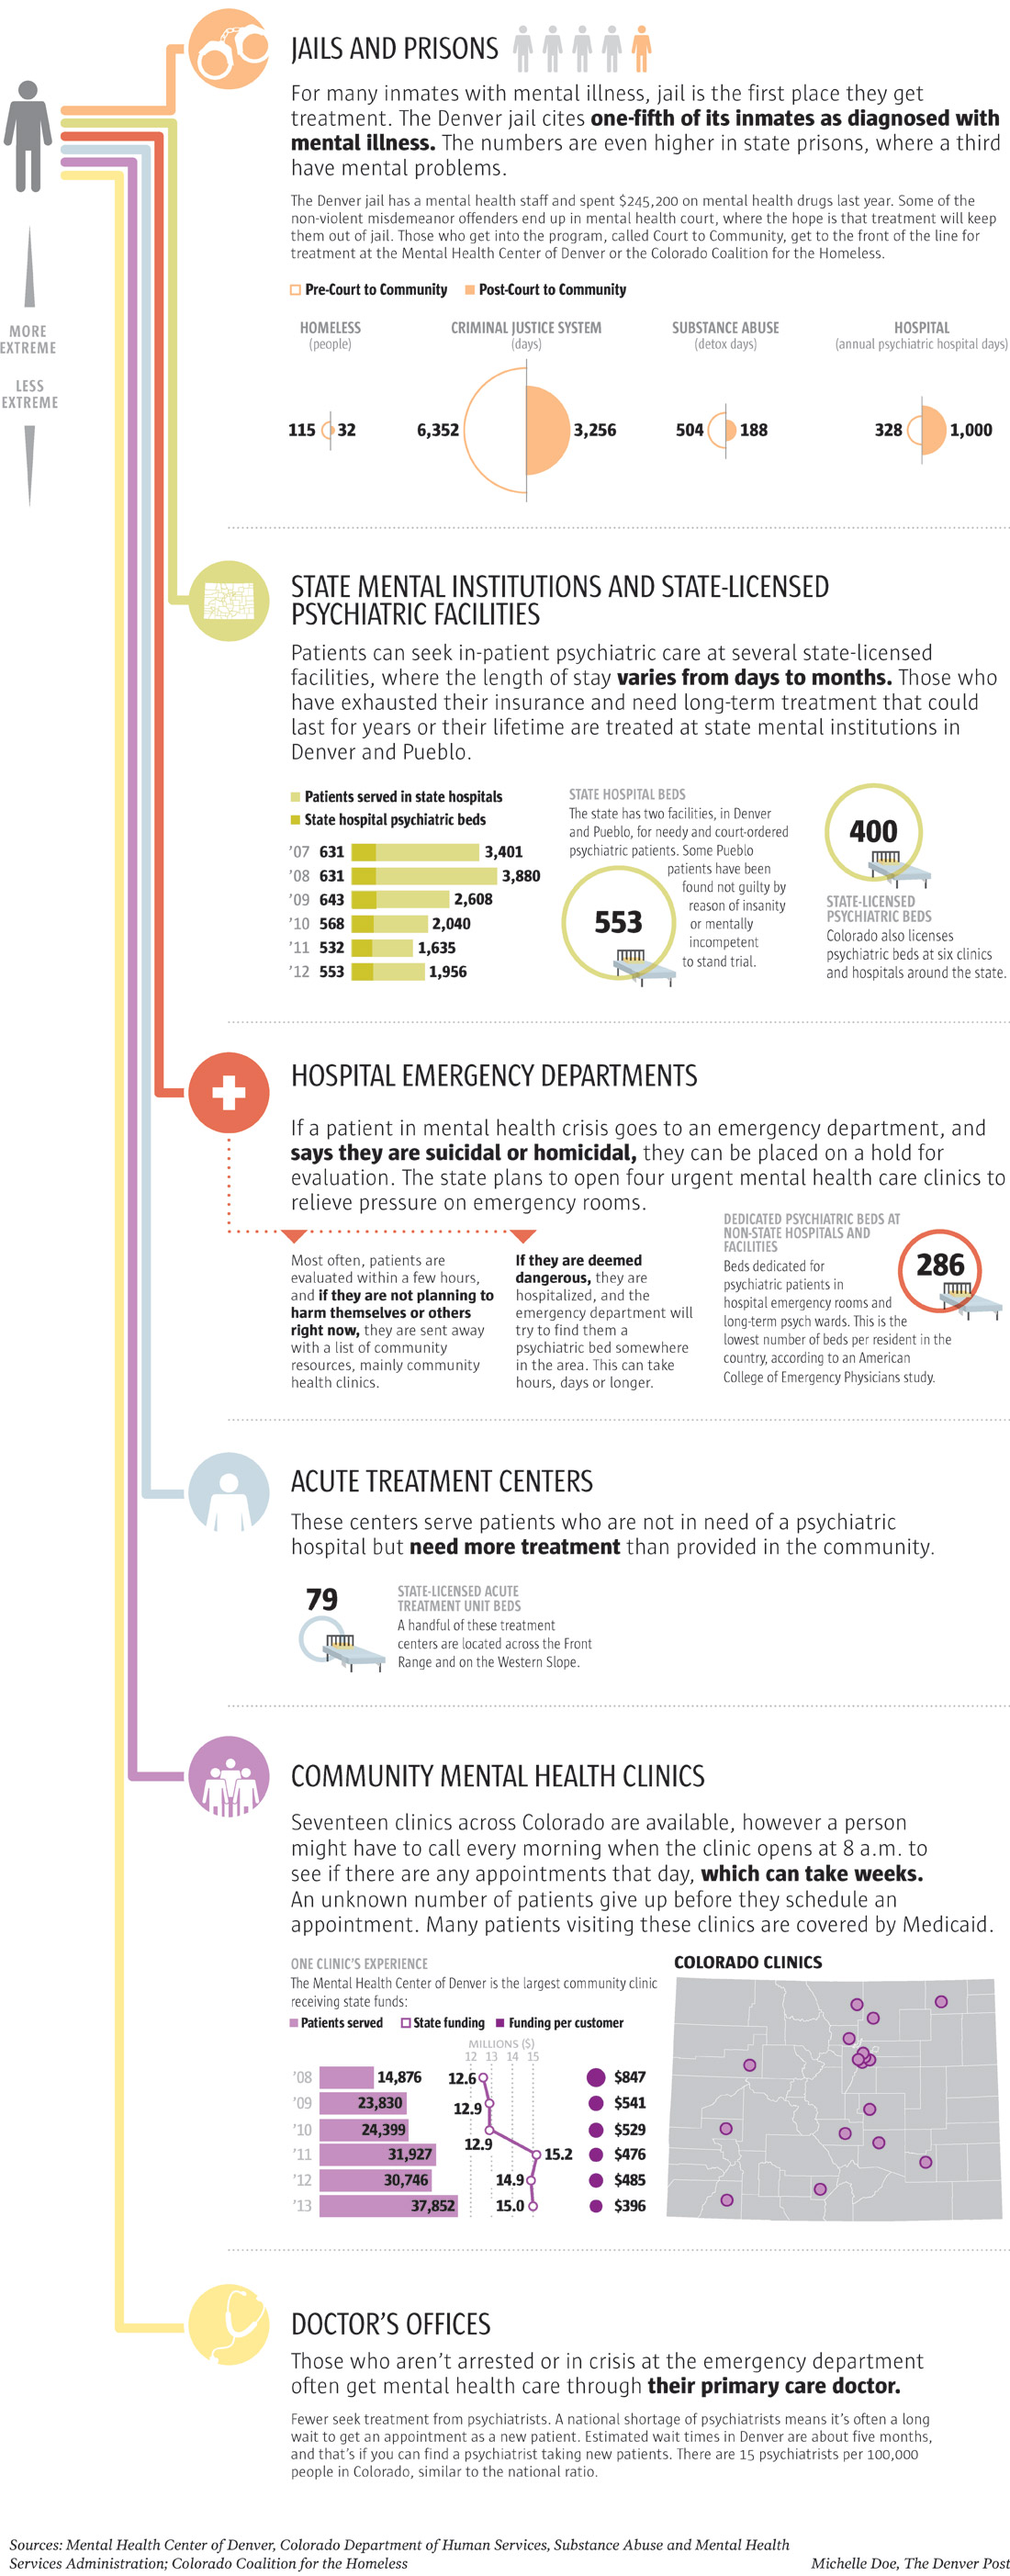 JAILS AND PRISONS
For many inmates with mental illness, jail is the first place they get
treatment. The Denver jail cites one-fifth of its inmates as diagnosed with
mental illness. The numbers are even higher in state prisons, where a third
have mental problems.
The Denver jail has a mental health staff and spent $245,200 on mental health drugs last year. Some of the
non-violent misdemeanor offenders end up in mental health court, where the hope is that treatment will keep
them out of jail. Those who get into the program, called Court to Community, get to the front of the line for
treatment at the Mental Health Center of Denver or the Colorado Coalition for the Homeless.
Pre-Court to Community Post-Court to Community
MORE
EXTREME
LESS
EXTREME
HOMELESS
(people)
115 32
CRIMINAL JUSTICE SYSTEM
(days)
6,352 3,256
SUBSTANCE ABUSE
(detox days)
504 188
HOSPITAL
(annual psychiatric hospital days)
328 1,000
STATE MENTAL INSTITUTIONS AND STATE-LICENSED
PSYCHIATRIC FACILITIES
Patients can seek in-patient psychiatric care at several state-licensed
facilities, where the length of stay varies from days to months. Those who
have exhausted their insurance and need long-term treatment that could
last for years or their lifetime are treated at state mental institutions in
Denver and Pueblo.
Patients served in state hospitals
State hospital psychiatric beds
'07 631 3,401
'08 631 3,880
'09 643 2,608
'10 568 2,040
'11 532 1,635
'12 553 1,956
STATE HOSPITAL BEDS
The state has two facilities, in Denver
and Pueblo, for needy and court-ordered
psychiatric patients. Some Pueblo
patients have been
found not guilty by
reason of insanity
or mentally
incompetent
to stand trial.
553
400
STATE-LICENSED
PSYCHIATRIC BEDS
Colorado also licenses
psychiatric beds at six clinics
and hospitals around the state.
HOSPITAL EMERGENCY DEPARTMENTS
If a patient in mental health crisis goes to an emergency department, and
says they are suicidal or homicidal, they can be placed on a hold for
evaluation. The state plans to open four urgent mental health care clinics to
relieve pressure on emergency rooms.
Most often, patients are
evaluated within a few hours,
and if they are not planning to
harm themselves or others
right now, they are sent away
with a list of community
resources, mainly community
health clinics.
If they are deemed
dangerous, they are
hospitalized, and the
emergency department will
try to find them a
psychiatric bed somewhere
in the area. This can take
hours, days or longer.
DEDICATED PSYCHIATRIC BEDS AT
NON-STATE HOSPITALS AND
FACILITIES
286
Beds dedicated for
psychiatric patients in
hospital emergency rooms and
long-term psych wards. This is the
lowest number of beds per resident in the
country, according to an American
College of Emergency Physicians study.
ACUTE TREATMENT CENTERS
These centers serve patients who are not in need of a psychiatric
hospital but need more treatment than provided in the community.
79
STATE-LICENSED ACUTE
TREATMENT UNIT BEDS
A handful of these treatment
centers are located across the Front
Range and on the Western Slope.
COMMUNITY MENTAL HEALTH CLINICS
Seventeen clinics across Colorado are available, however a person
might have to call every morning when the clinic opens at 8 a.m. to
see if there are any appointments that day, which can take weeks.
An unknown number of patients give up before they schedule an
appointment. Many patients visiting these clinics are covered by Medicaid.
ONE CLINIC'S EXPERIENCE
The Mental Health Center of Denver is the largest community clinic
receiving state funds:
Patients served State funding Funding per customer
MILLIONS ($)
12 13 14 15
'08 14,876 12.6 $847
'09 23,830 12.9 $541
'10 24,399 12.9 $529
'11 31,927 15.2 $476
'12 30,746 14.9 $485
'13 37,852 15.0 $396
COLORADO CLINICS
DOCTOR'S OFFICES
Those who aren't arrested or in crisis at the emergency department
often get mental health care through their primary care doctor.
Fewer seek treatment from psychiatrists. A national shortage of psychiatrists means it's often a long
wait to get an appointment as a new patient. Estimated wait times in Denver are about five months,
and that's if you can find a psychiatrist taking new patients. There are 15 psychiatrists per 100,000
people in Colorado, similar to the national ratio.
Sources: Mental Health Center of Denver, Colorado Department of Human Services, Substance Abuse and Mental Health
Services Administration; Colorado Coalition for the Homeless
Michelle Doe, The Denver Post